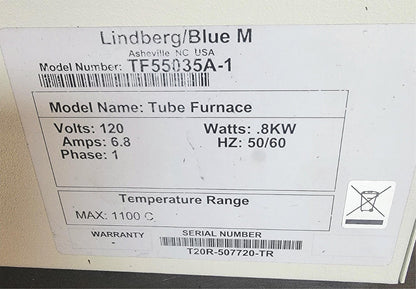 Lindberg/Blue M
Asheville NC USA
Model Number: TF55035A-1
Model Name: Tube Furnace
Volts: 120 Watts: .8KW
Amps: 6.8 HZ: 50/60
Phase: 1
Temperature Range
MAX: 1100 C
WARRANTY SERIAL NUMBER
T20R-507720-TR